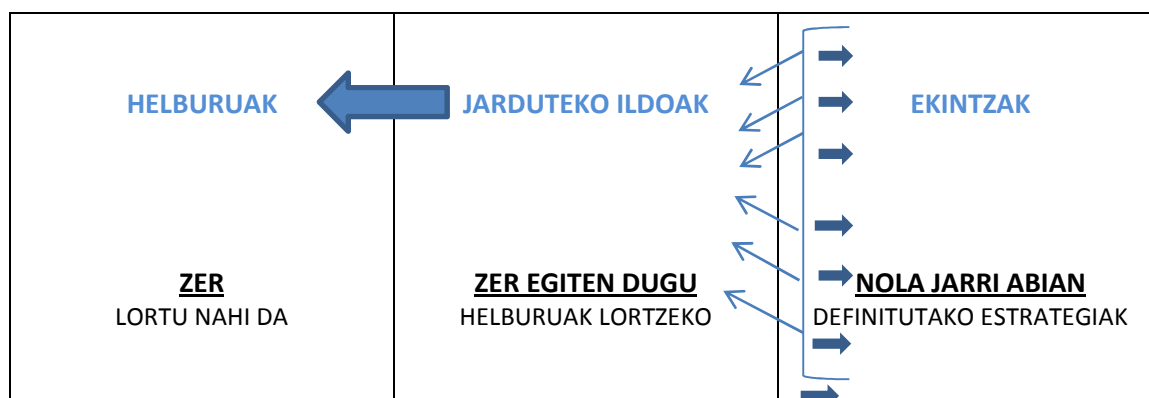 HELBURUAK
JARDUTEKO ILDOAK
EKINTZAK
ZER
LORTU NAHI DA
ZER EGITEN DUGU
HELBURUAK LORTZEKO
NOLA JARRI ABIAN
DEFINITUTAKO ESTRATEGIAK